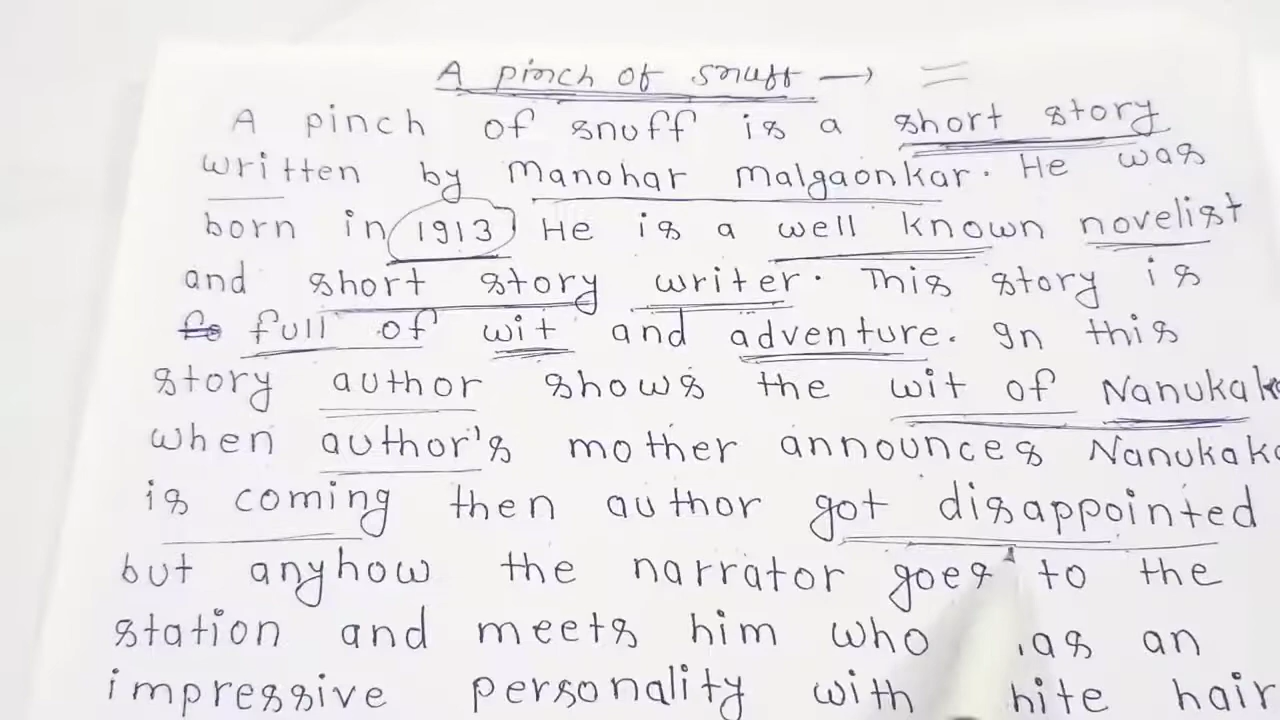 A pinch of snuff → =
A pinch of snuff is a short story
written by Manohar malgaonkar. He was
born in 1913 He is a well known novelist
and short story writer. This story is
full of wit and adventure. In this
story author shows the wit of
when author's mother announces
is coming then author got disappointed
but anyhow the narrator goes to the
station and meets him who an
impressive personality with hair